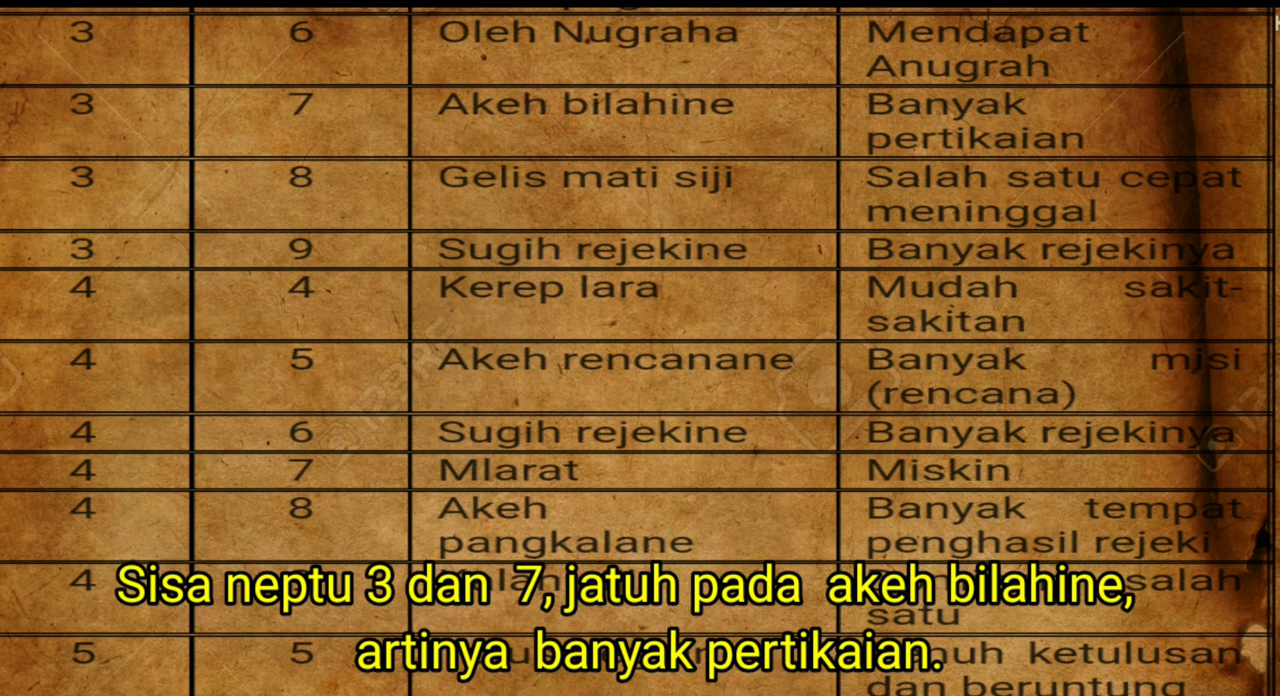 3 6 Oleh Nugraha Mendapat
Anugrah
3 7 Akeh bilahine Banyak
pertikaian
3 8 Gelis mati siji Salah satu cepat
meninggal
3 9 Sugih rejekine Banyak rejekinya
4 4 Kerep lara Mudah sakit-
sakitan
4 5 Akeh rencanane Banyak misi
(rencana)
4 6 Sugih rejekine Banyak rejekinya
4 7 Mlarat Miskin
4 8 Akeh Banyak tempat
pangkalane penghasil rejeki
4 salah
satu
5 5 ketulusan
dan beruntung
Sisa neptu 3 dan 7, jatuh pada akeh bilahine,
artinya banyak pertikaian.